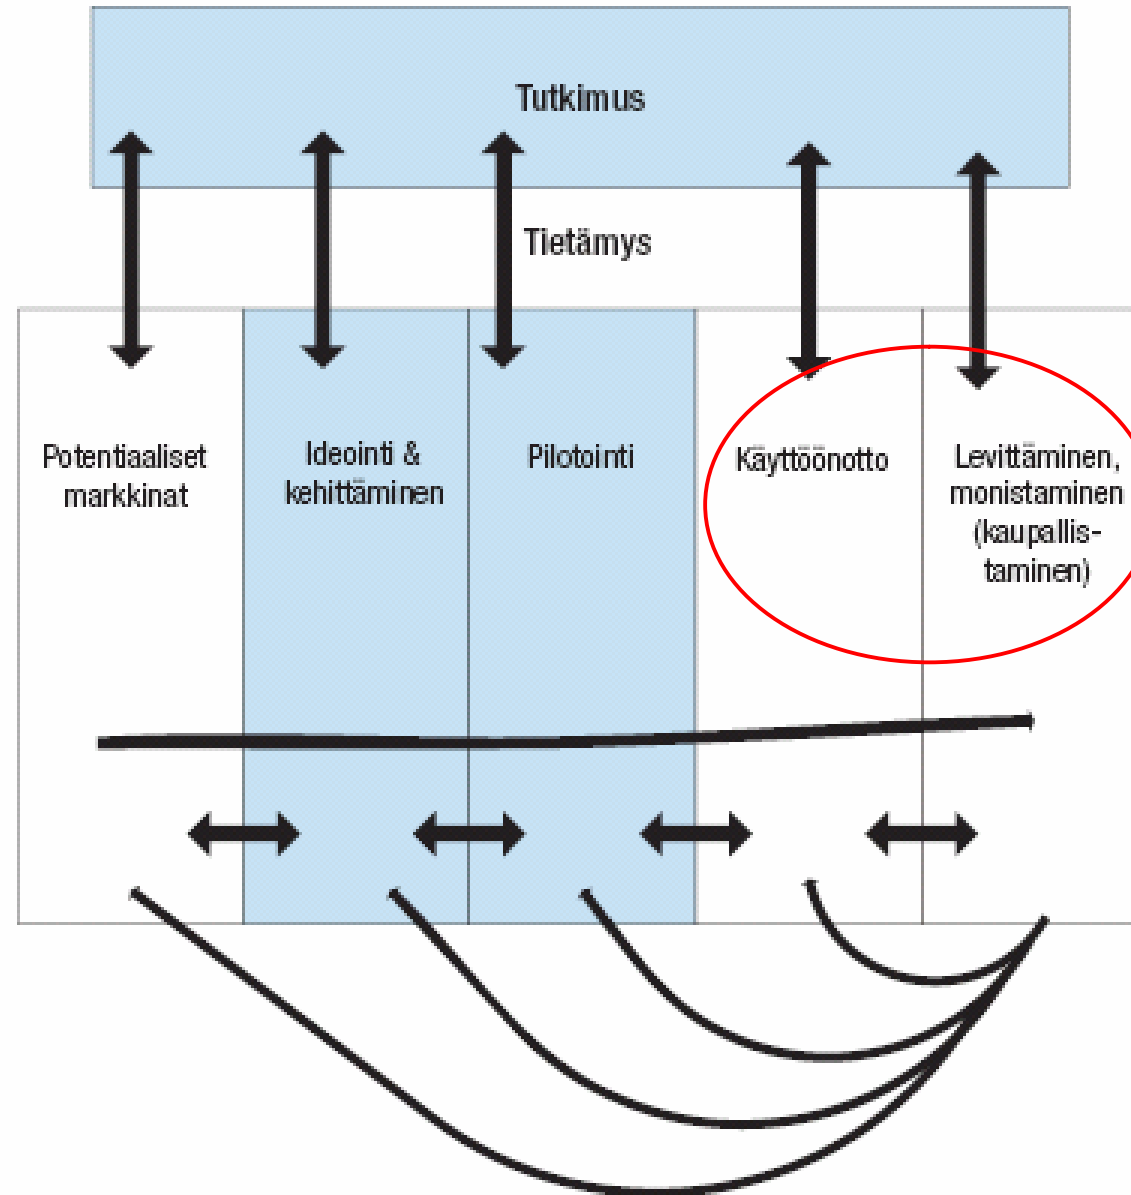 Tutkimus
Tietämys
Potentiaaliset
markkinat
Ideointi &
kehittäminen
Pilotointi
Käyttöönotto
Levittäminen,
monistaminen
(kaupallis-
taminen)